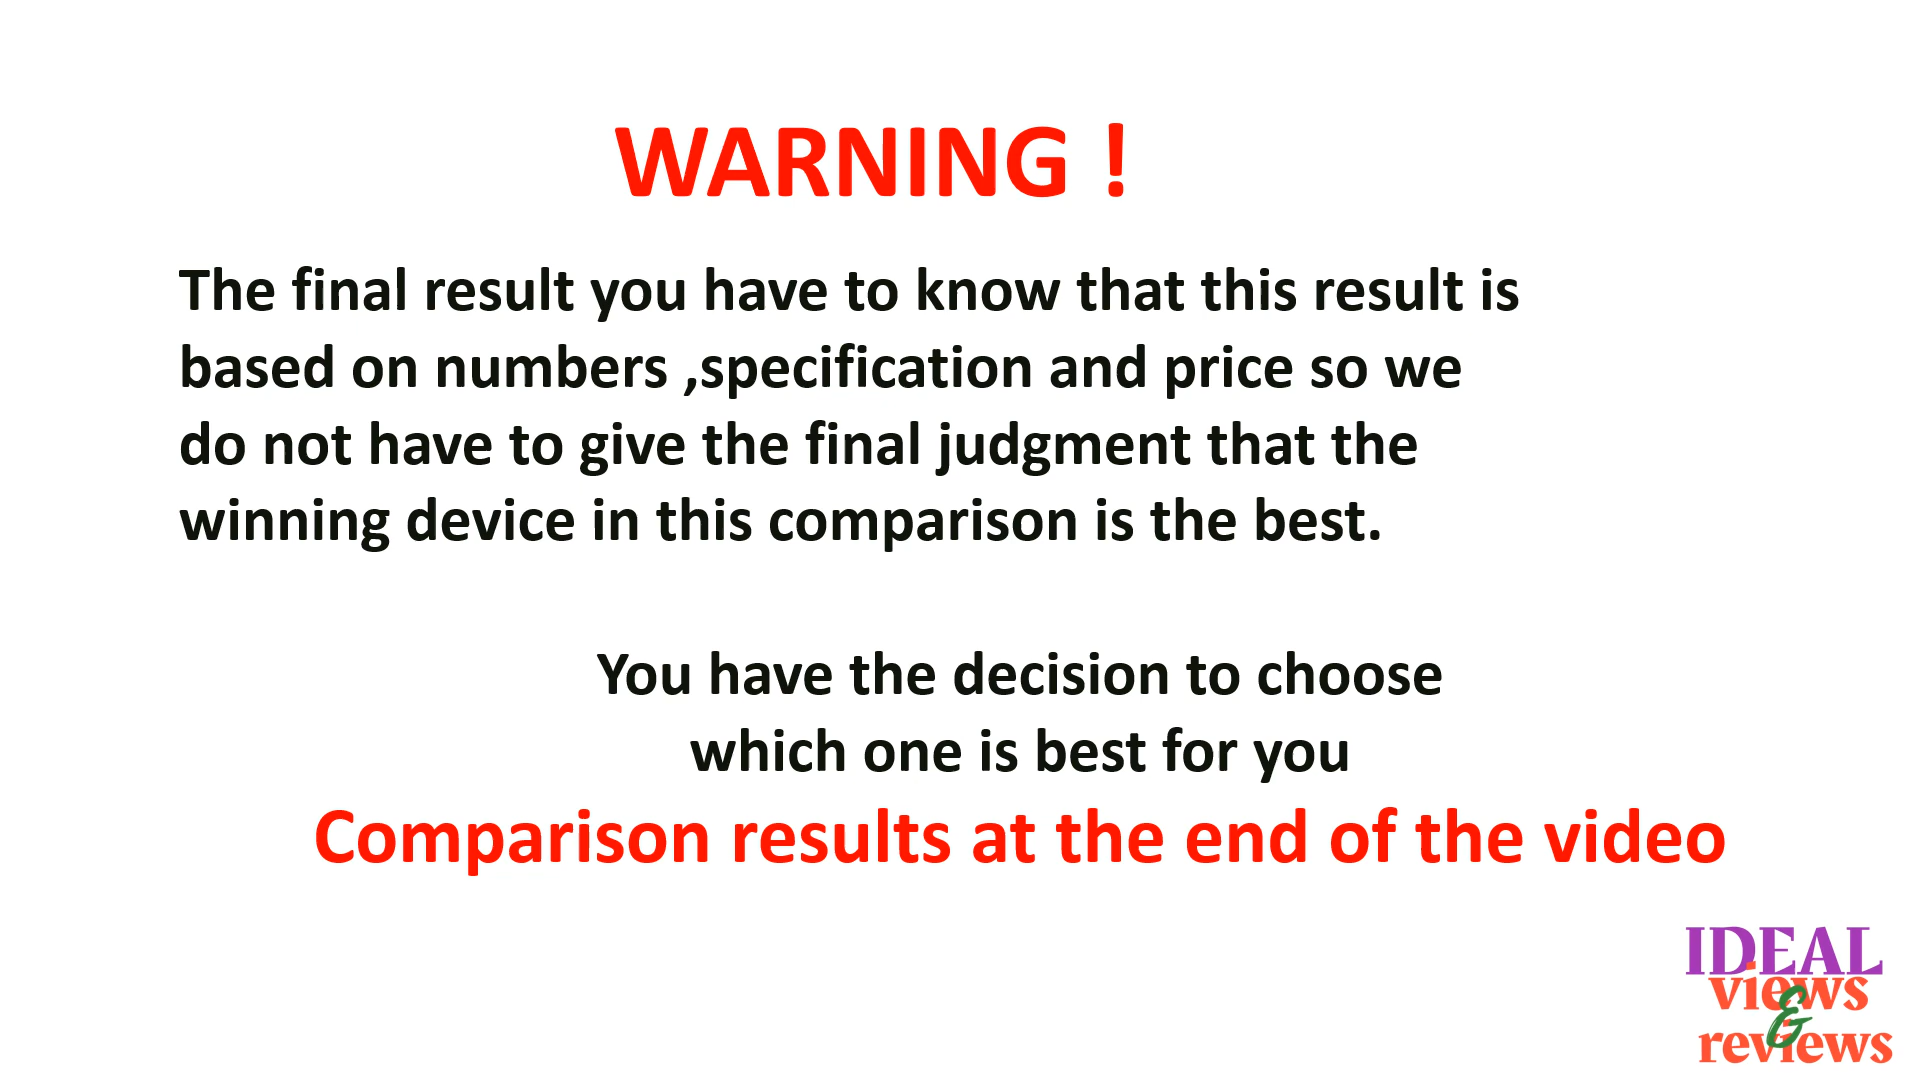 WARNING !
The final result you have to know that this result is
based on numbers ,specification and price so we
do not have to give the final judgment that the
winning device in this comparison is the best.
You have the decision to choose
which one is best for you
Comparison results at the end of the video
IDEAL
views
&
reviews